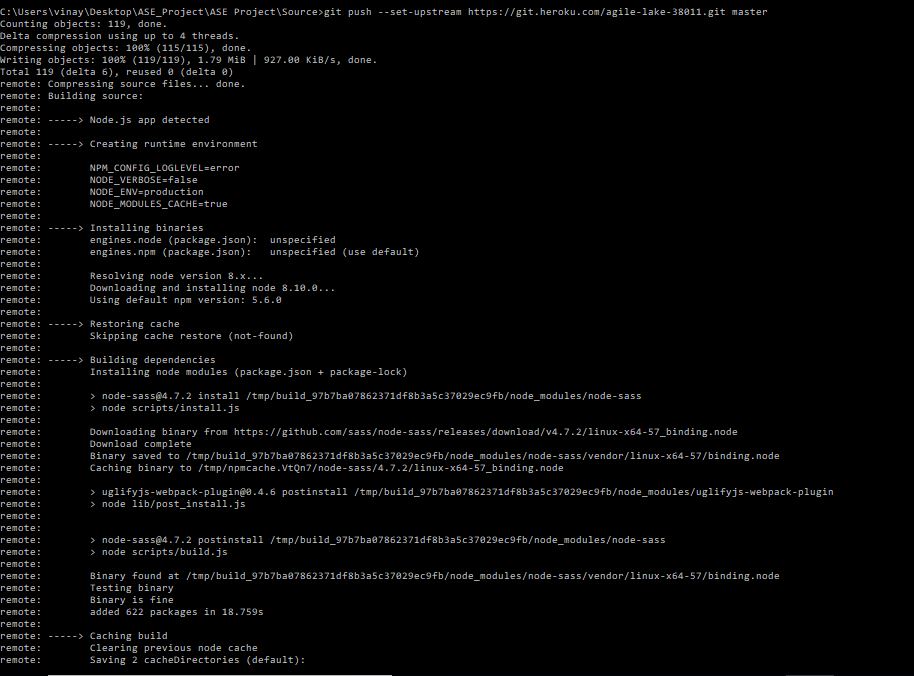 C:\Users\vinay\Desktop\ASE_Project\ASE Project\Source>git push --set-upstream https://git.heroku.com/agile-lake-38011.git master
Counting objects: 119, done.
Delta compression using up to 4 threads.
Compressing objects: 100% (115/115), done.
Writing objects: 100% (119/119), 1.79 MiB | 927.00 KiB/s, done.
Total 119 (delta 6), reused 0 (delta 0)
remote: Compressing source files... done.
remote: Building source:
remote:
remote: -----> Node.js app detected
remote:
remote: -----> Creating runtime environment
remote:
remote:        NPM_CONFIG_LOGLEVEL=error
remote:        NODE_VERBOSE=false
remote:        NODE_ENV=production
remote:        NODE_MODULES_CACHE=true
remote:
remote: -----> Installing binaries
remote:        engines.node (package.json):  unspecified
remote:        engines.npm (package.json):   unspecified (use default)
remote:
remote:        Resolving node version 8.x...
remote:        Downloading and installing node 8.10.0...
remote:        Using default npm version: 5.6.0
remote:
remote: -----> Restoring cache
remote:        Skipping cache restore (not-found)
remote:
remote: -----> Building dependencies
remote:        Installing node modules (package.json + package-lock)
remote:
remote:        > node-sass@4.7.2 install /tmp/build_97b7ba07862371df8b3a5c37029ec9fb/node_modules/node-sass
remote:        > node scripts/install.js
remote:
remote:        Downloading binary from https://github.com/sass/node-sass/releases/download/v4.7.2/linux-x64-57_binding.node
remote:        Download complete
remote:        Binary saved to /tmp/build_97b7ba07862371df8b3a5c37029ec9fb/node_modules/node-sass/vendor/linux-x64-57/binding.node
remote:        Caching binary to /tmp/npmcache.VtQn7/node-sass/4.7.2/linux-x64-57_binding.node
remote:
remote:        > uglifyjs-webpack-plugin@0.4.6 postinstall /tmp/build_97b7ba07862371df8b3a5c37029ec9fb/node_modules/uglifyjs-webpack-plugin
remote:        > node lib/post_install.js
remote:
remote:
remote:        > node-sass@4.7.2 postinstall /tmp/build_97b7ba07862371df8b3a5c37029ec9fb/node_modules/node-sass
remote:        > node scripts/build.js
remote:
remote:        Binary found at /tmp/build_97b7ba07862371df8b3a5c37029ec9fb/node_modules/node-sass/vendor/linux-x64-57/binding.node
remote:        Testing binary
remote:        Binary is fine
remote:        added 622 packages in 18.759s
remote:
remote: -----> Caching build
remote:        Clearing previous node cache
remote:        Saving 2 cacheDirectories (default):